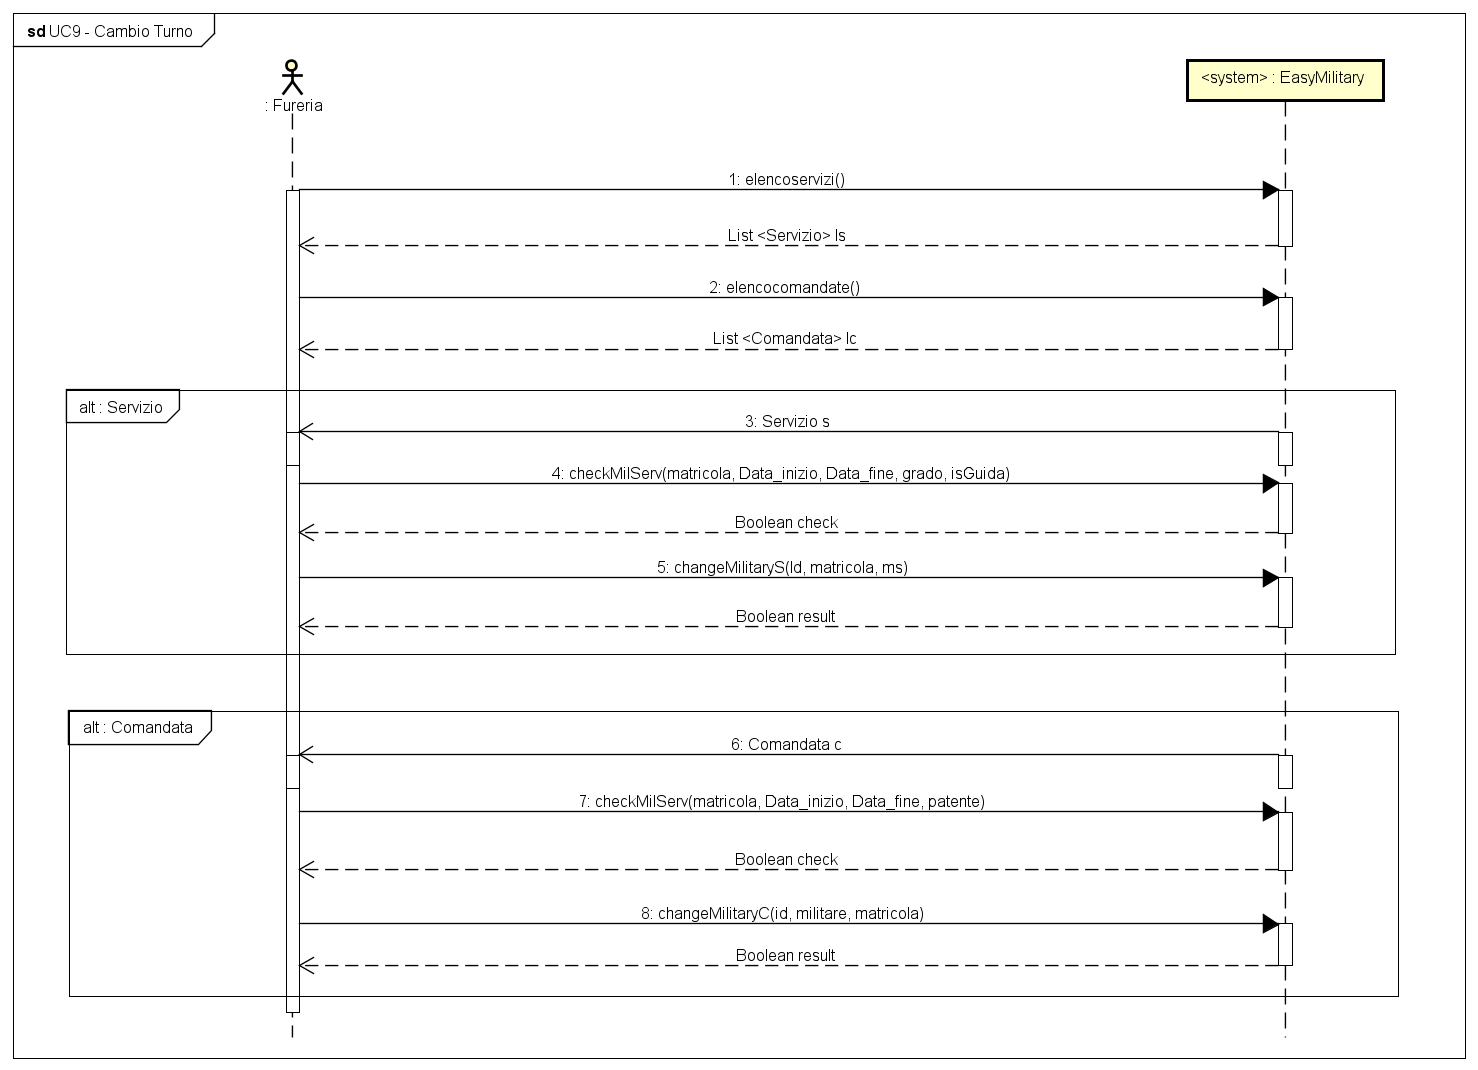 sd UC9 - Cambio Turno
: Fureria
<system> : EasyMilitary
1: elencoservizi()
List <Servizio> ls
2: elencocomandate()
List <Comandata> lc
alt : Servizio
3: Servizio s
4: checkMilServ(matricola, Data_inizio, Data_fine, grado, isGuida)
Boolean check
5: changeMilitaryS(Id, matricola, ms)
Boolean result
alt : Comandata
6: Comandata c
7: checkMilServ(matricola, Data_inizio, Data_fine, patente)
Boolean check
8: changeMilitaryC(id, militare, matricola)
Boolean result